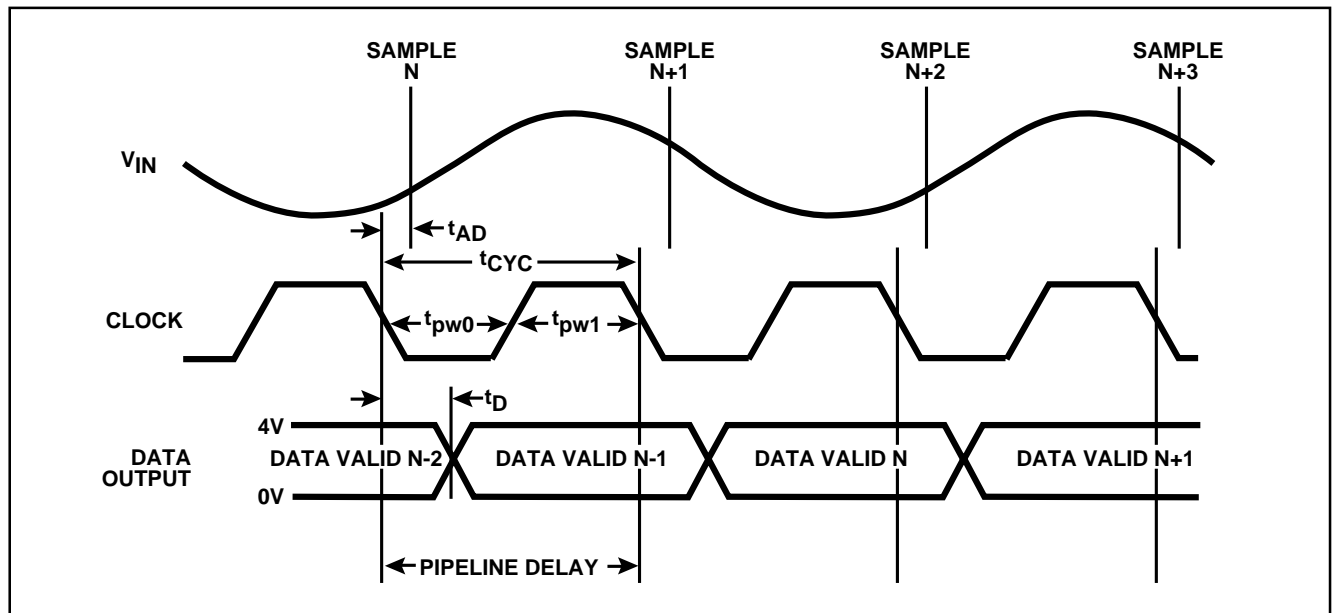 SAMPLE
N
SAMPLE
N+1
SAMPLE
N+2
SAMPLE
N+3
VIN
tAD
tCYC
CLOCK
tpw0
tpw1
tD
4V
DATA
OUTPUT
DATA VALID N-2
DATA VALID N-1
DATA VALID N
DATA VALID N+1
0V
PIPELINE DELAY